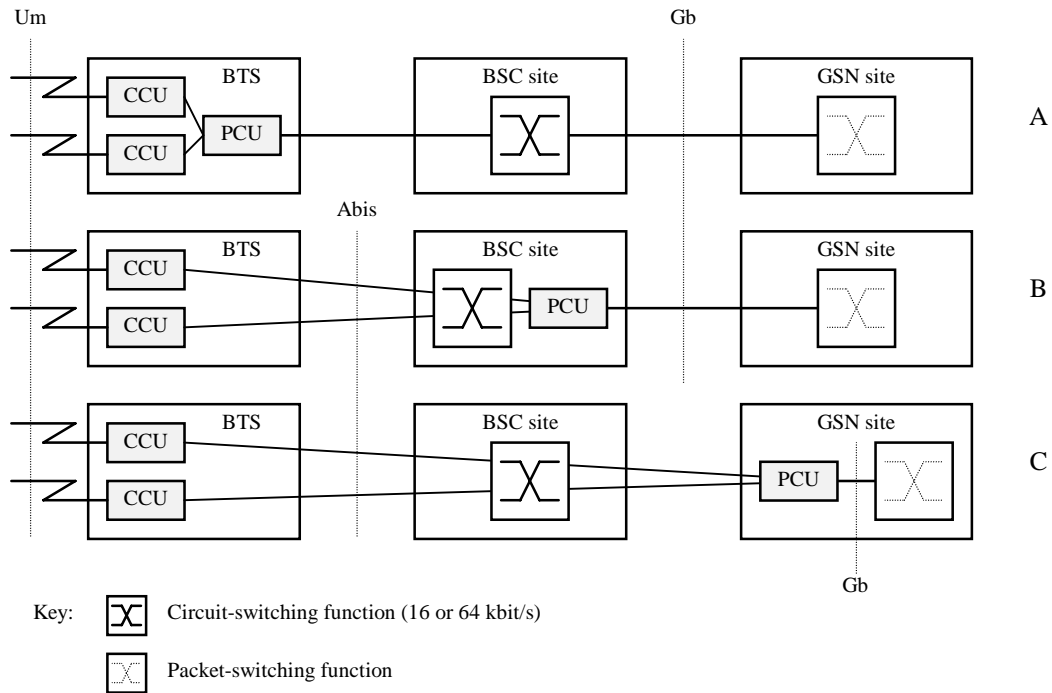 Um
Gb
BTS
BSC site
GSN site
CCU
CCU
PCU
A
Abis
BTS
BSC site
GSN site
CCU
CCU
PCU
B
BTS
BSC site
GSN site
CCU
CCU
PCU
C
Gb
Key:
Circuit-switching function (16 or 64 kbit/s)
Packet-switching function